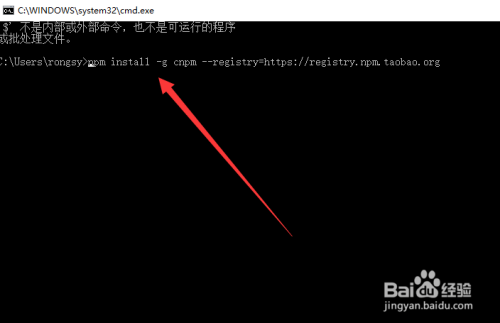 C:\WINDOWS\system32\cmd.exe
$' 不是内部或外部命令，也不是可运行的程序
或批处理文件。
C:\Users\rongsy>npm install -g cnpm --registry=https://registry.npm.taobao.org
Baidu经验
jingyan.baidu.com